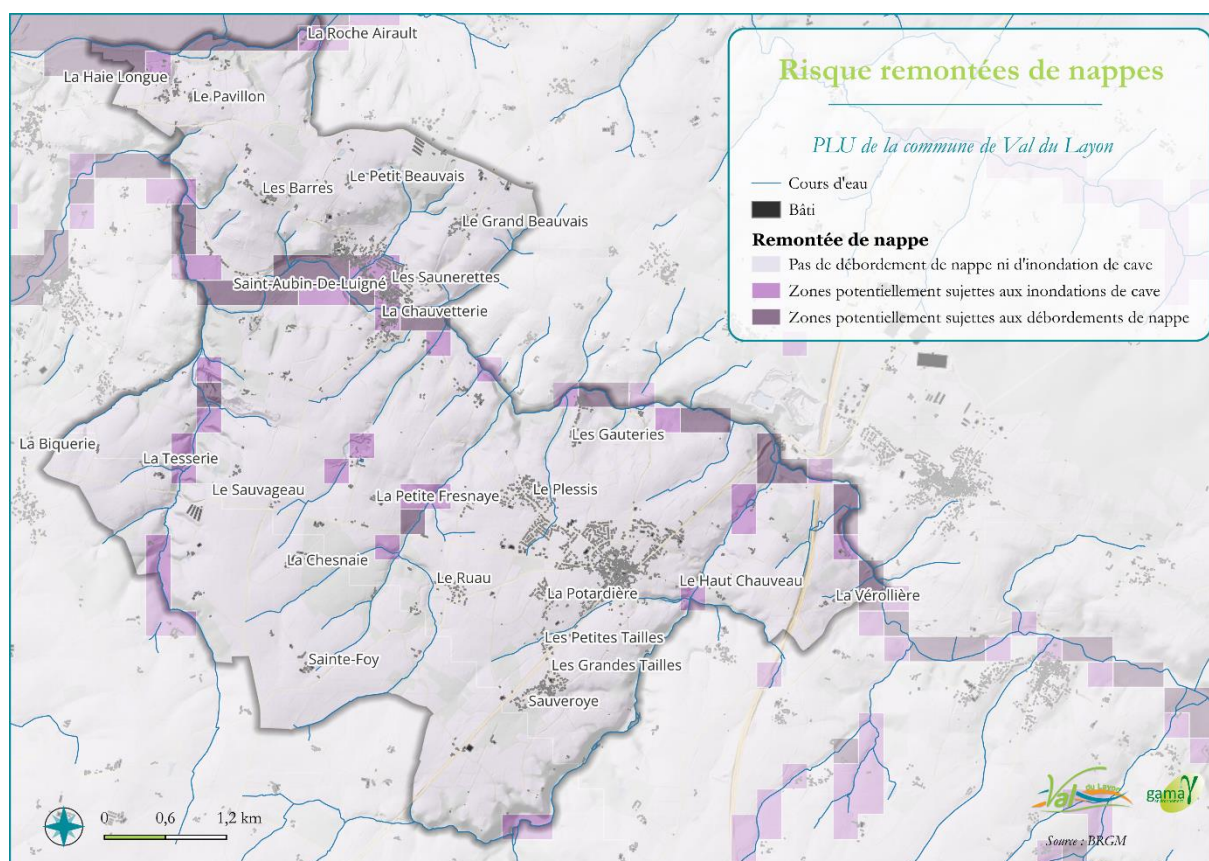 La Roche Airault
La Haie Longue
Le Pavillon
Risque remontées de nappes
PLU de la commune de Val du Layon
Cours d'eau
Bâti
Remontée de nappe
Pas de débordement de nappe ni d'inondation de cave
Zones potentiellement sujettes aux inondations de cave
Zones potentiellement sujettes aux débordements de nappe
Le Petit Beauvais
Les Barres
Le Grand Beauvais
Les Saunerettes
Saint-Aubin-De-Luigné
La Chauvetterie
La Biquerie
Les Gauteries
La Tesserie
Le Sauvageau
Le Plessis
La Petite Fresnaye
La Chesnaie
Le Ruau
Le Haut Chauveau
La Potardière
La Vérollière
Les Petites Tailles
Sainte-Foy
Les Grandes Tailles
Sauveroye
0 0,6 1,2 km
Val du Layon
gama
Source : BRGM